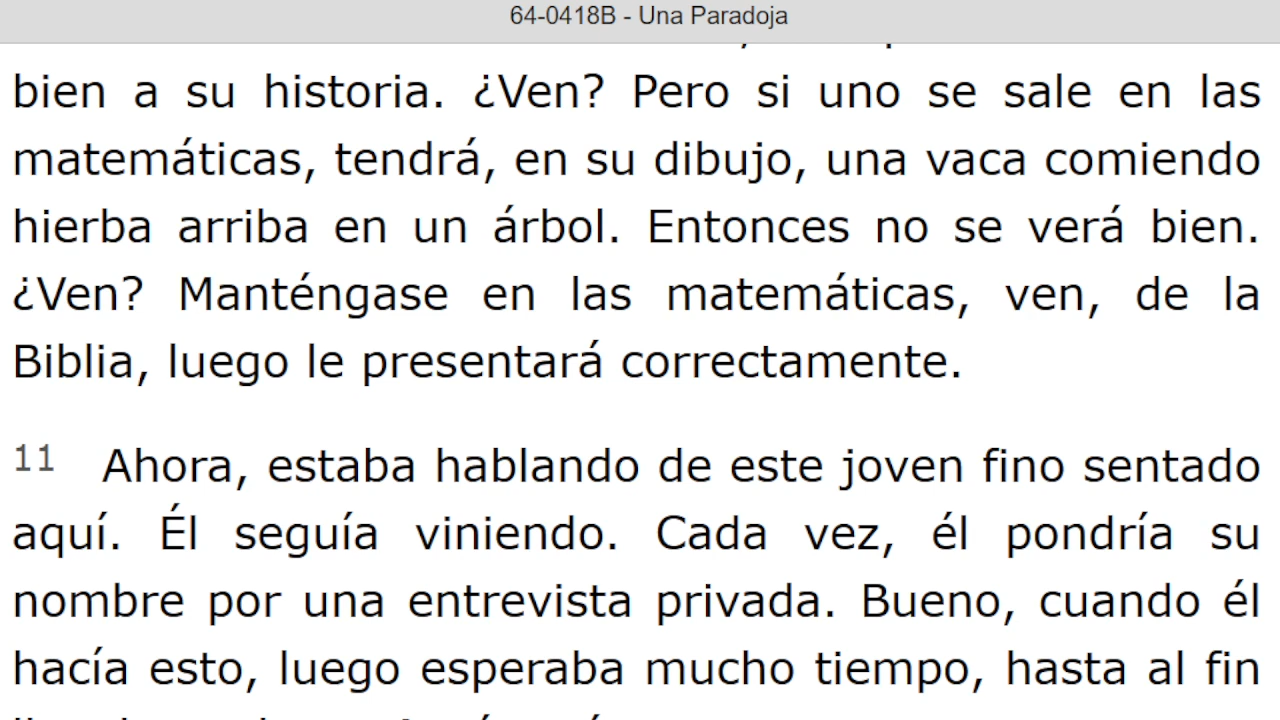 64-0418B - Una Paradoja
bien a su historia. ¿Ven? Pero si uno se sale en las
matemáticas, tendrá, en su dibujo, una vaca comiendo
hierba arriba en un árbol. Entonces no se verá bien.
¿Ven? Manténgase en las matemáticas, ven, de la
Biblia, luego le presentará correctamente.
11 Ahora, estaba hablando de este joven fino sentado
aquí. Él seguía viniendo. Cada vez, él pondría su
nombre por una entrevista privada. Bueno, cuando él
hacía esto, luego esperaba mucho tiempo, hasta al fin